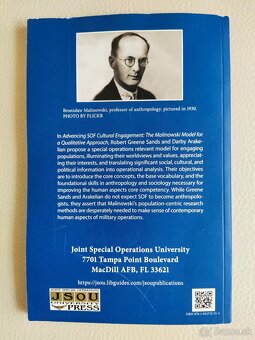 Bronislaw Malinowski, professor of anthropology, pictured in 1930.
PHOTO BY FLICKR
In Advancing SOF Cultural Engagement: The Malinowski Model for
a Qualitative Approach, Robert Greene Sands and Darby Arake-
lian propose a special operations relevant model for engaging
populations, illuminating their worldviews and values, appreciat-
ing their interests, and translating significant social, cultural, and
political information into operational analysis. Their objectives
are to introduce the core concepts, the base vocabulary, and the
foundational skills in anthropology and sociology necessary for
improving the human aspects core competency. While Greene
Sands and Arakelian do not expect SOF to become anthropolo-
gists, they assert that Malinowski's population-centric research
methods are desperately needed to make sense of contemporary
human aspects of military operations.
Joint Special Operations University
7701 Tampa Point Boulevard
MacDill AFB, FL 33621
https://jsou.libguides.com/jsoupublications
JSOU
PRESS